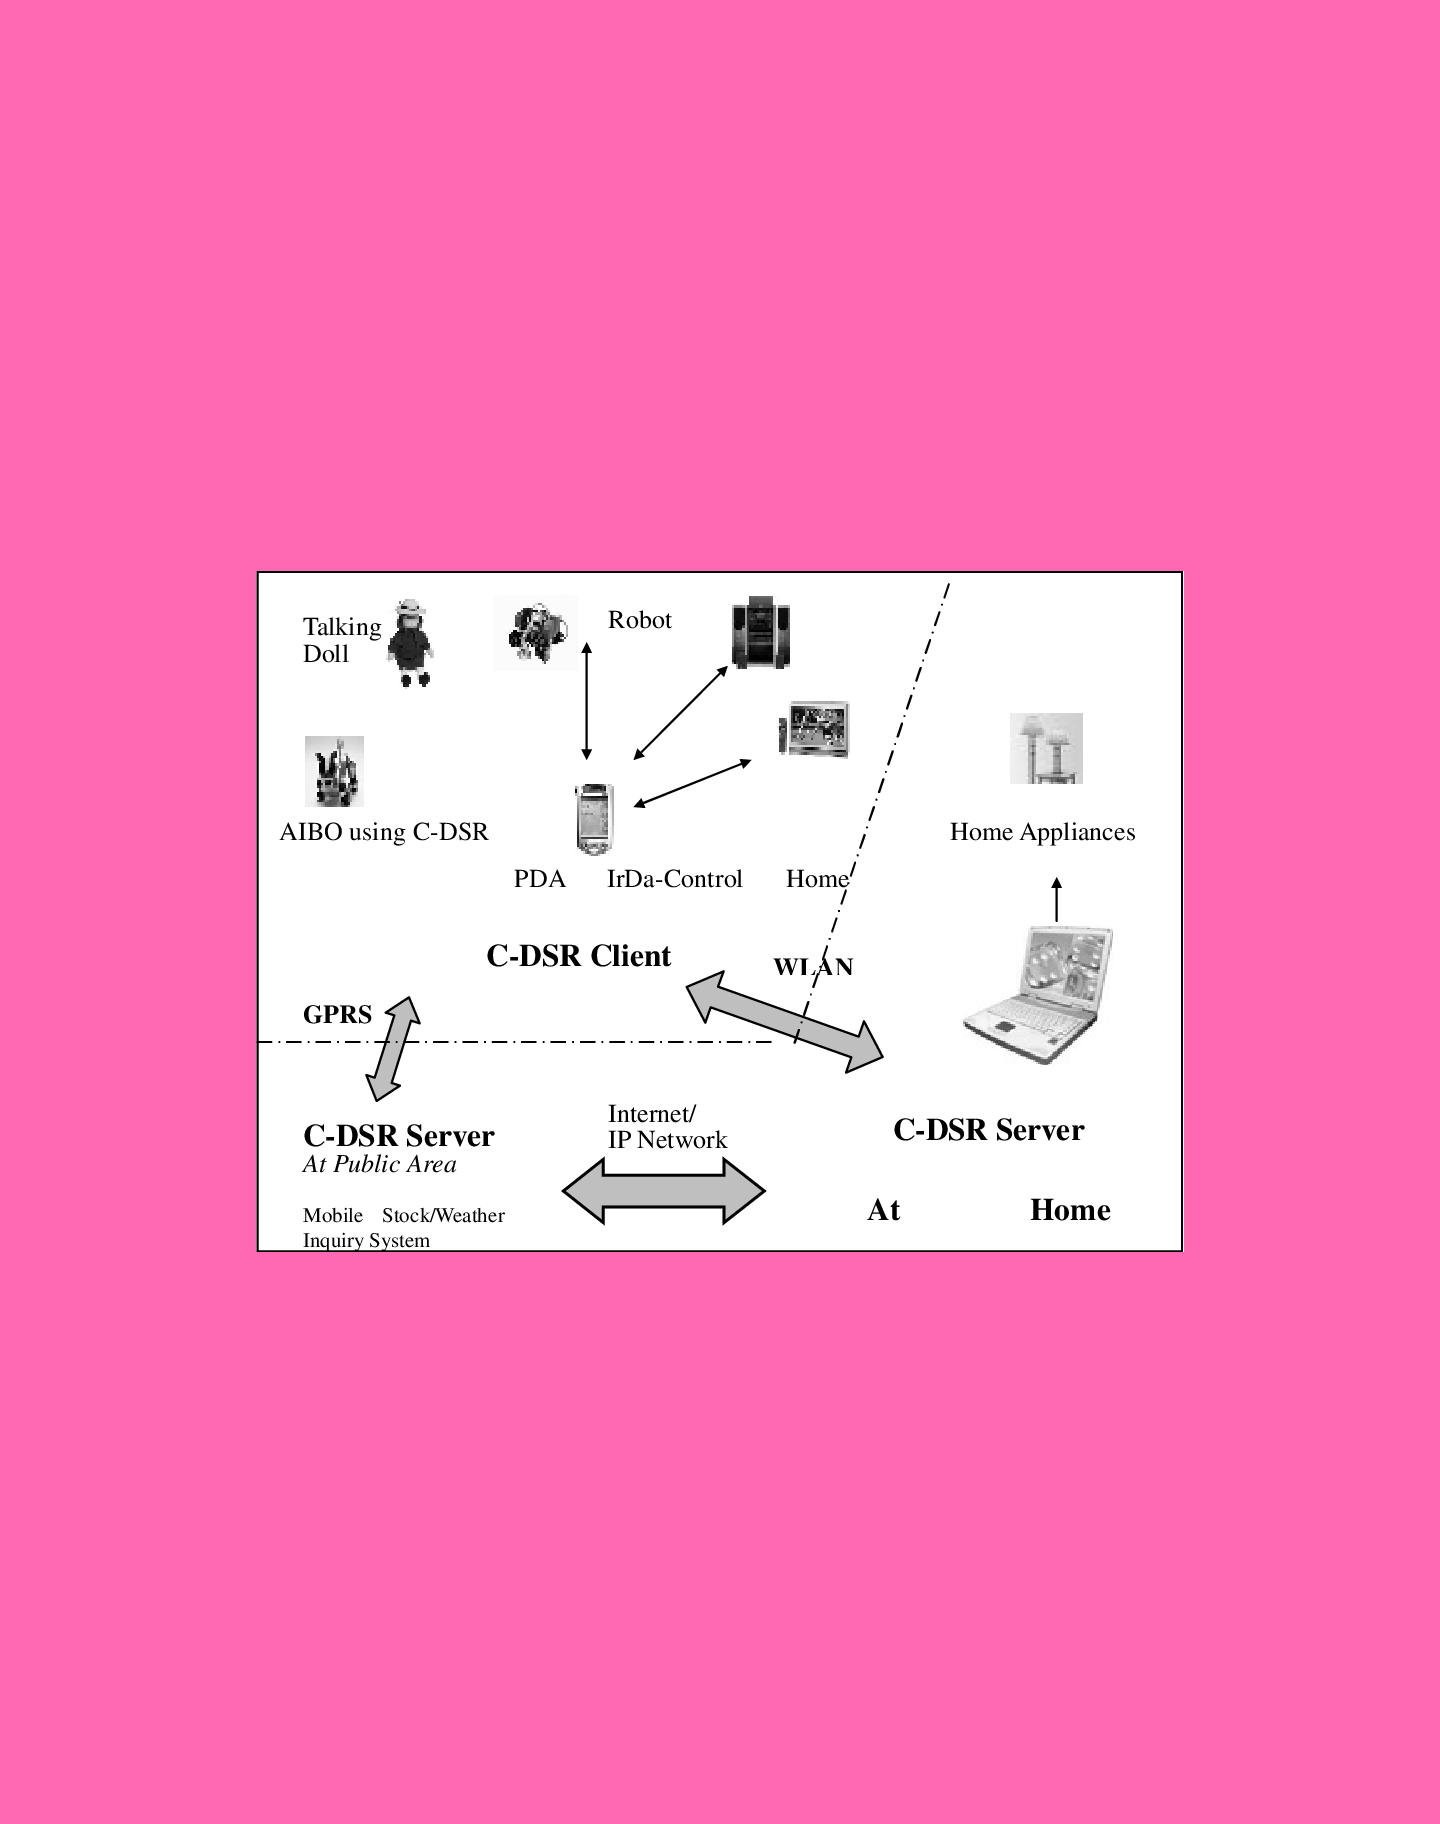 Talking
Doll
Robot
AIBO using C-DSR
Home Appliances
PDA IrDa-Control Home
C-DSR Client
WLAN
GPRS
Internet/
IP Network
C-DSR Server
At Public Area
C-DSR Server
Mobile Stock/Weather
Inquiry System
At Home